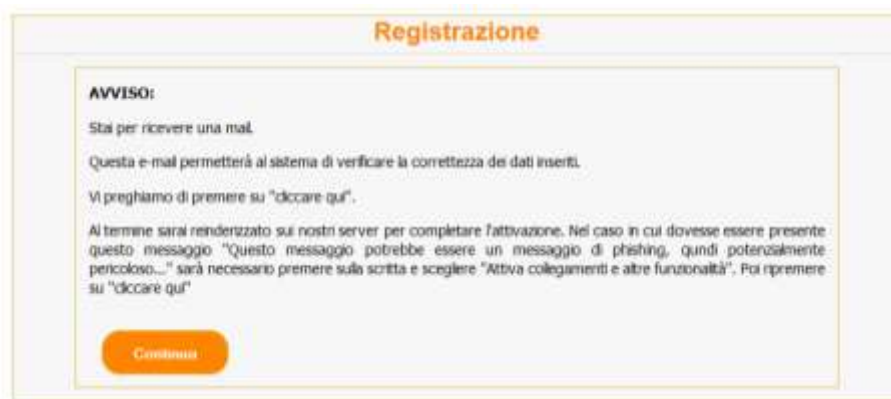 Registrazione
AVVISO:
Stai per ricevere una mail.
Questa e-mail permetterà al sistema di verificare la correttezza dei dati inseriti.
Vi preghiamo di premere su "cliccare qui".
Al termine sarai reinderizzato sui nostri server per completare l'attivazione. Nel caso in cui dovesse essere presente
questo messaggio "Questo messaggio potrebbe essere un messaggio di phishing, qundi potenzialmente
pericoloso..." sarà necessario premere sulla scritta e scegliere "Attiva collegamenti e altre funzionalità". Poi ripremere
su "cliccare qui"
Continua